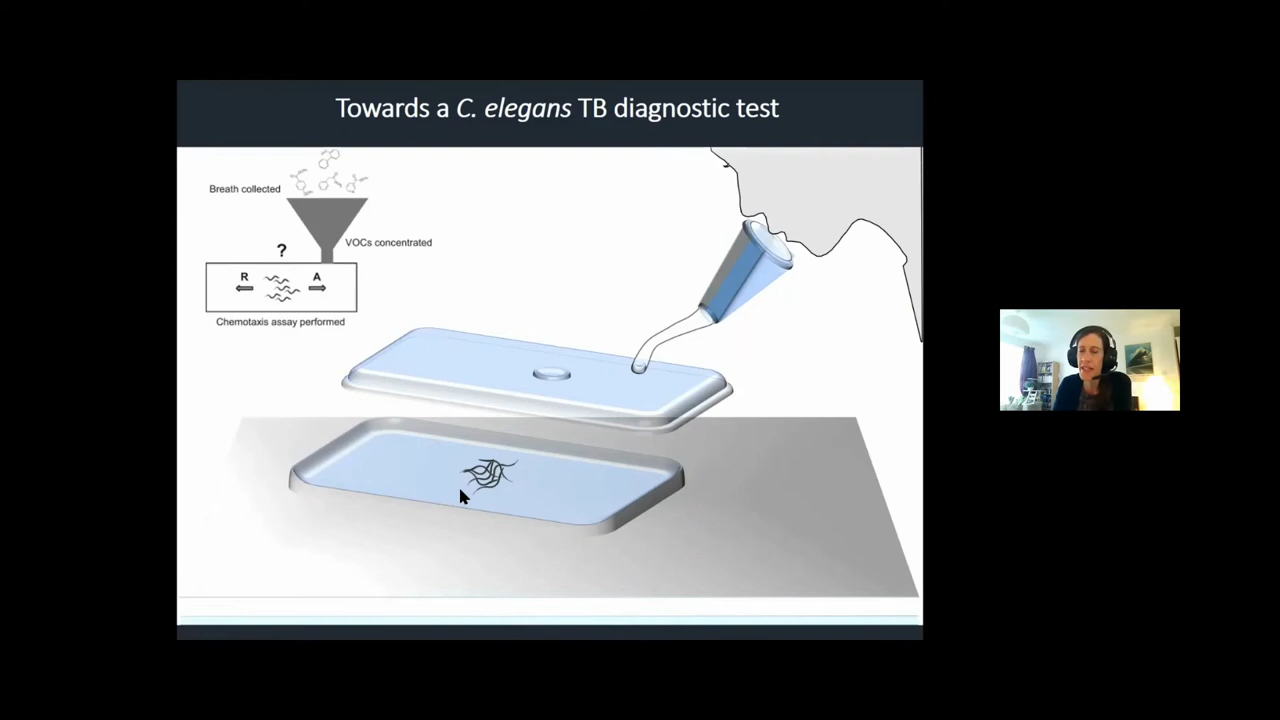 Towards a C. elegans TB diagnostic test
Breath collected
VOCs concentrated
?
R
A
Chemotaxis assay performed